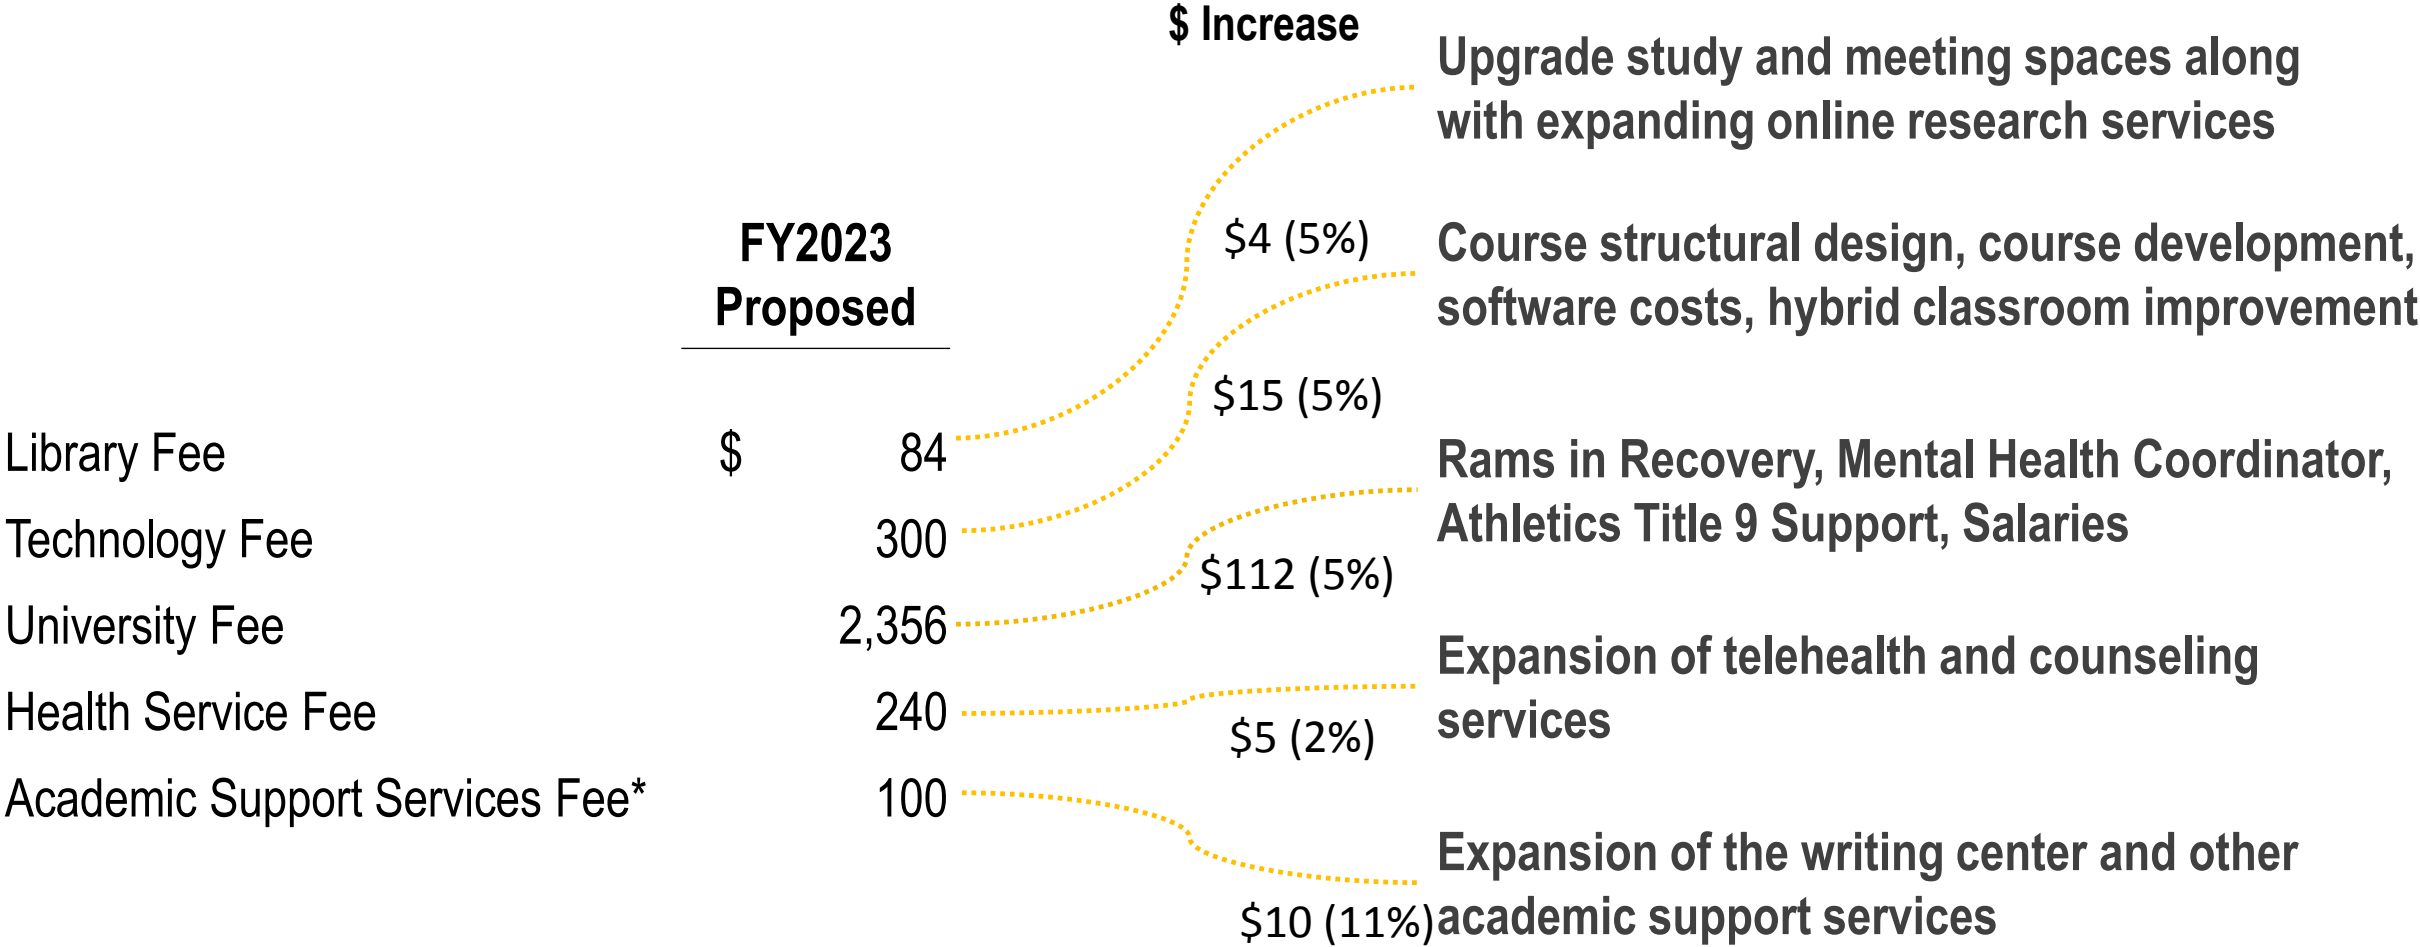 $ Increase
Upgrade study and meeting spaces along
with expanding online research services
FY2023
Proposed
$4 (5%)
Course structural design, course development,
software costs, hybrid classroom improvement
$15 (5%)
Library Fee $ 84
Rams in Recovery, Mental Health Coordinator,
Athletics Title 9 Support, Salaries
Technology Fee 300
$112 (5%)
University Fee 2,356
Expansion of telehealth and counseling
services
Health Service Fee 240
$5 (2%)
Academic Support Services Fee* 100
Expansion of the writing center and other
academic support services
$10 (11%)